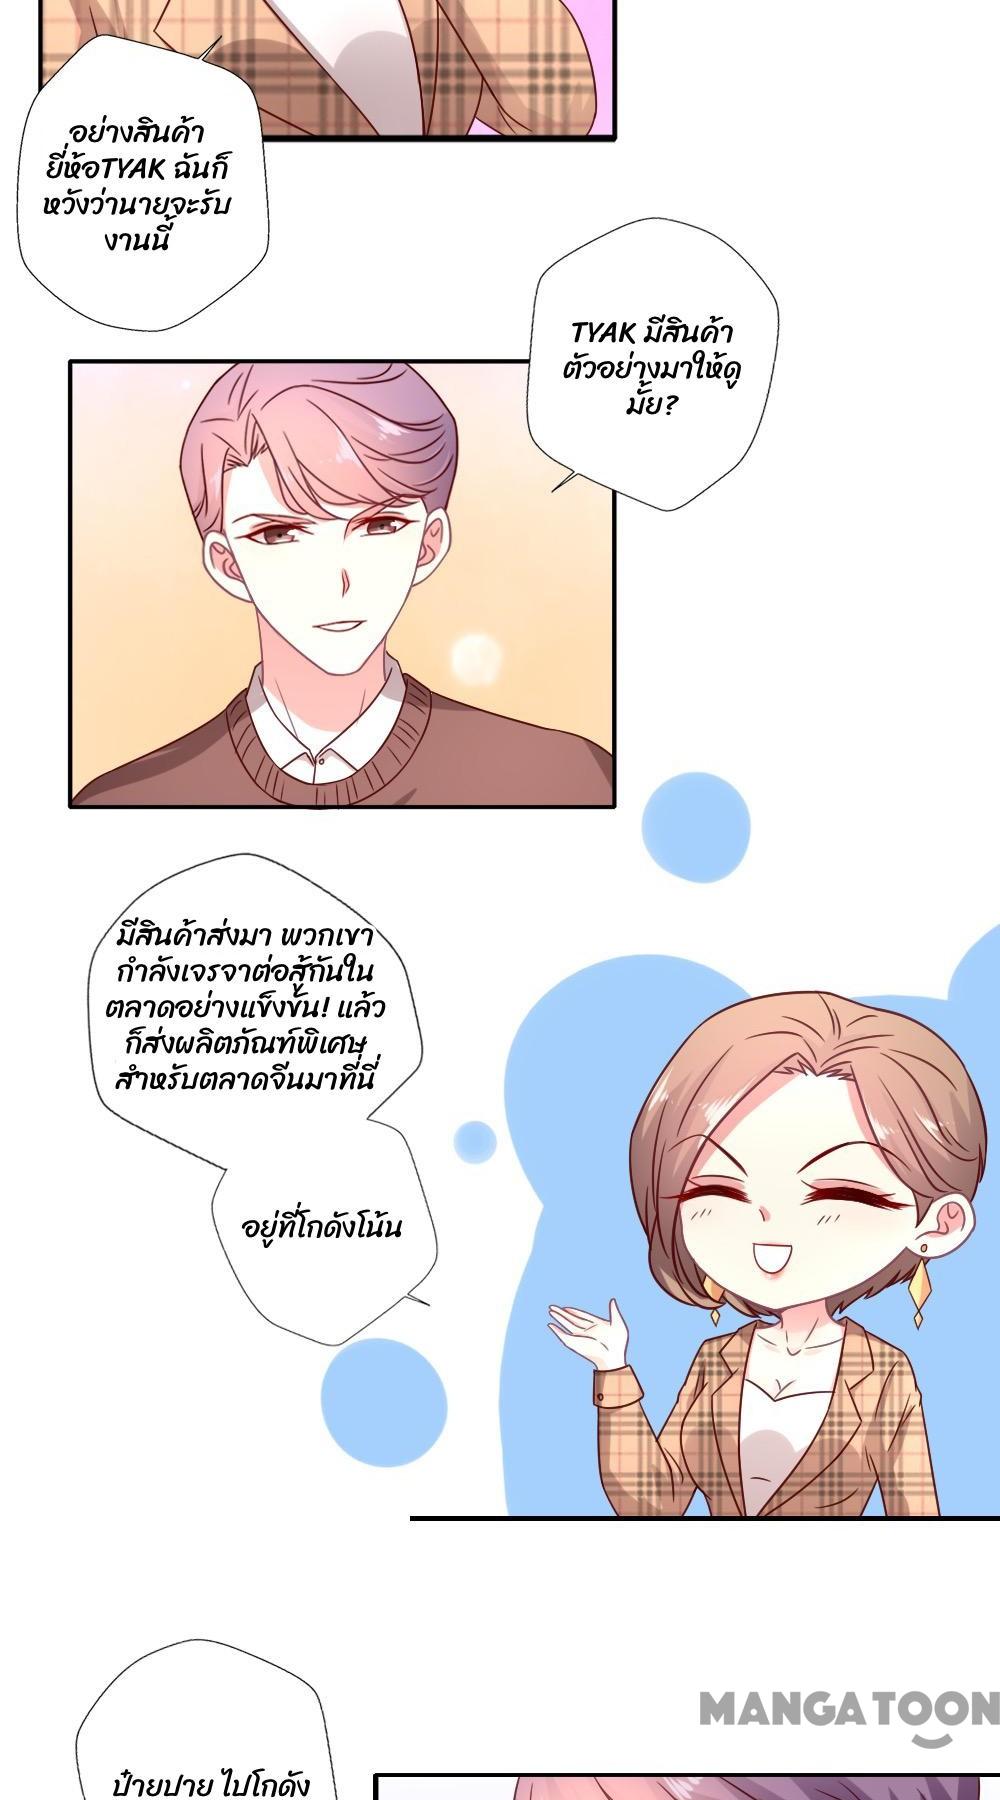 อย่างสินค้า
ยี่ห้อTYAK ฉันก็
หวังว่านายจะรับ
งานนี้
TYAK มีสินค้า
ตัวอย่างมาให้ดู
มั้ย?
มีสินค้าส่งมา พวกเขา
กำลังเจรจาต่อสู้กันใน
ตลาดอย่างแข็งขัน! แล้ว
ก็ส่งผลิตภัณฑ์พิเศษ
สำหรับตลาดจีนมาที่นี่
อยู่ที่โกดังโน้น
MANGATOON
ป๋ายปาย ไปโกดัง